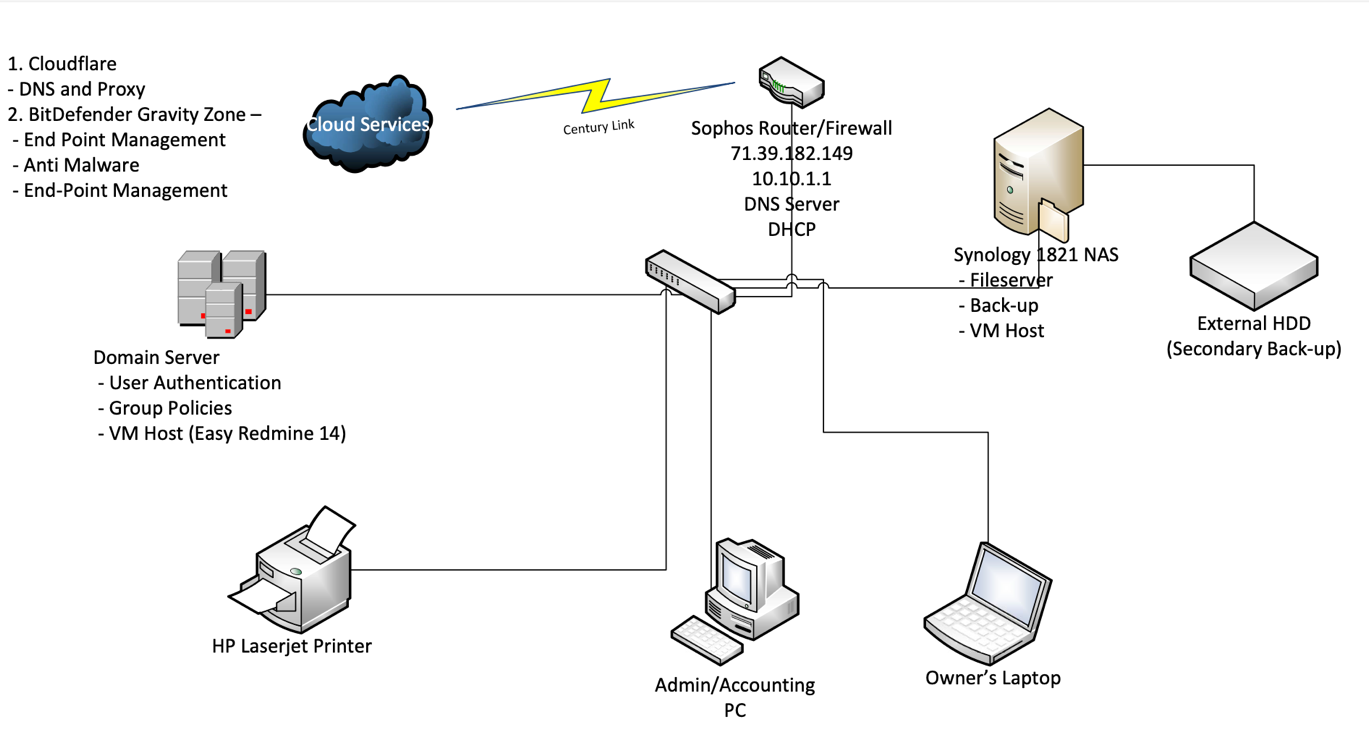 1. Cloudflare
- DNS and Proxy
2. BitDefender Gravity Zone –
- End Point Management
- Anti Malware
- End-Point Management
Cloud Services
Century Link
Sophos Router/Firewall
71.39.182.149
10.10.1.1
DNS Server
DHCP
Synology 1821 NAS
- Fileserver
- Back-up
- VM Host
External HDD
(Secondary Back-up)
Domain Server
- User Authentication
- Group Policies
- VM Host (Easy Redmine 14)
HP Laserjet Printer
Admin/Accounting
PC
Owner’s Laptop